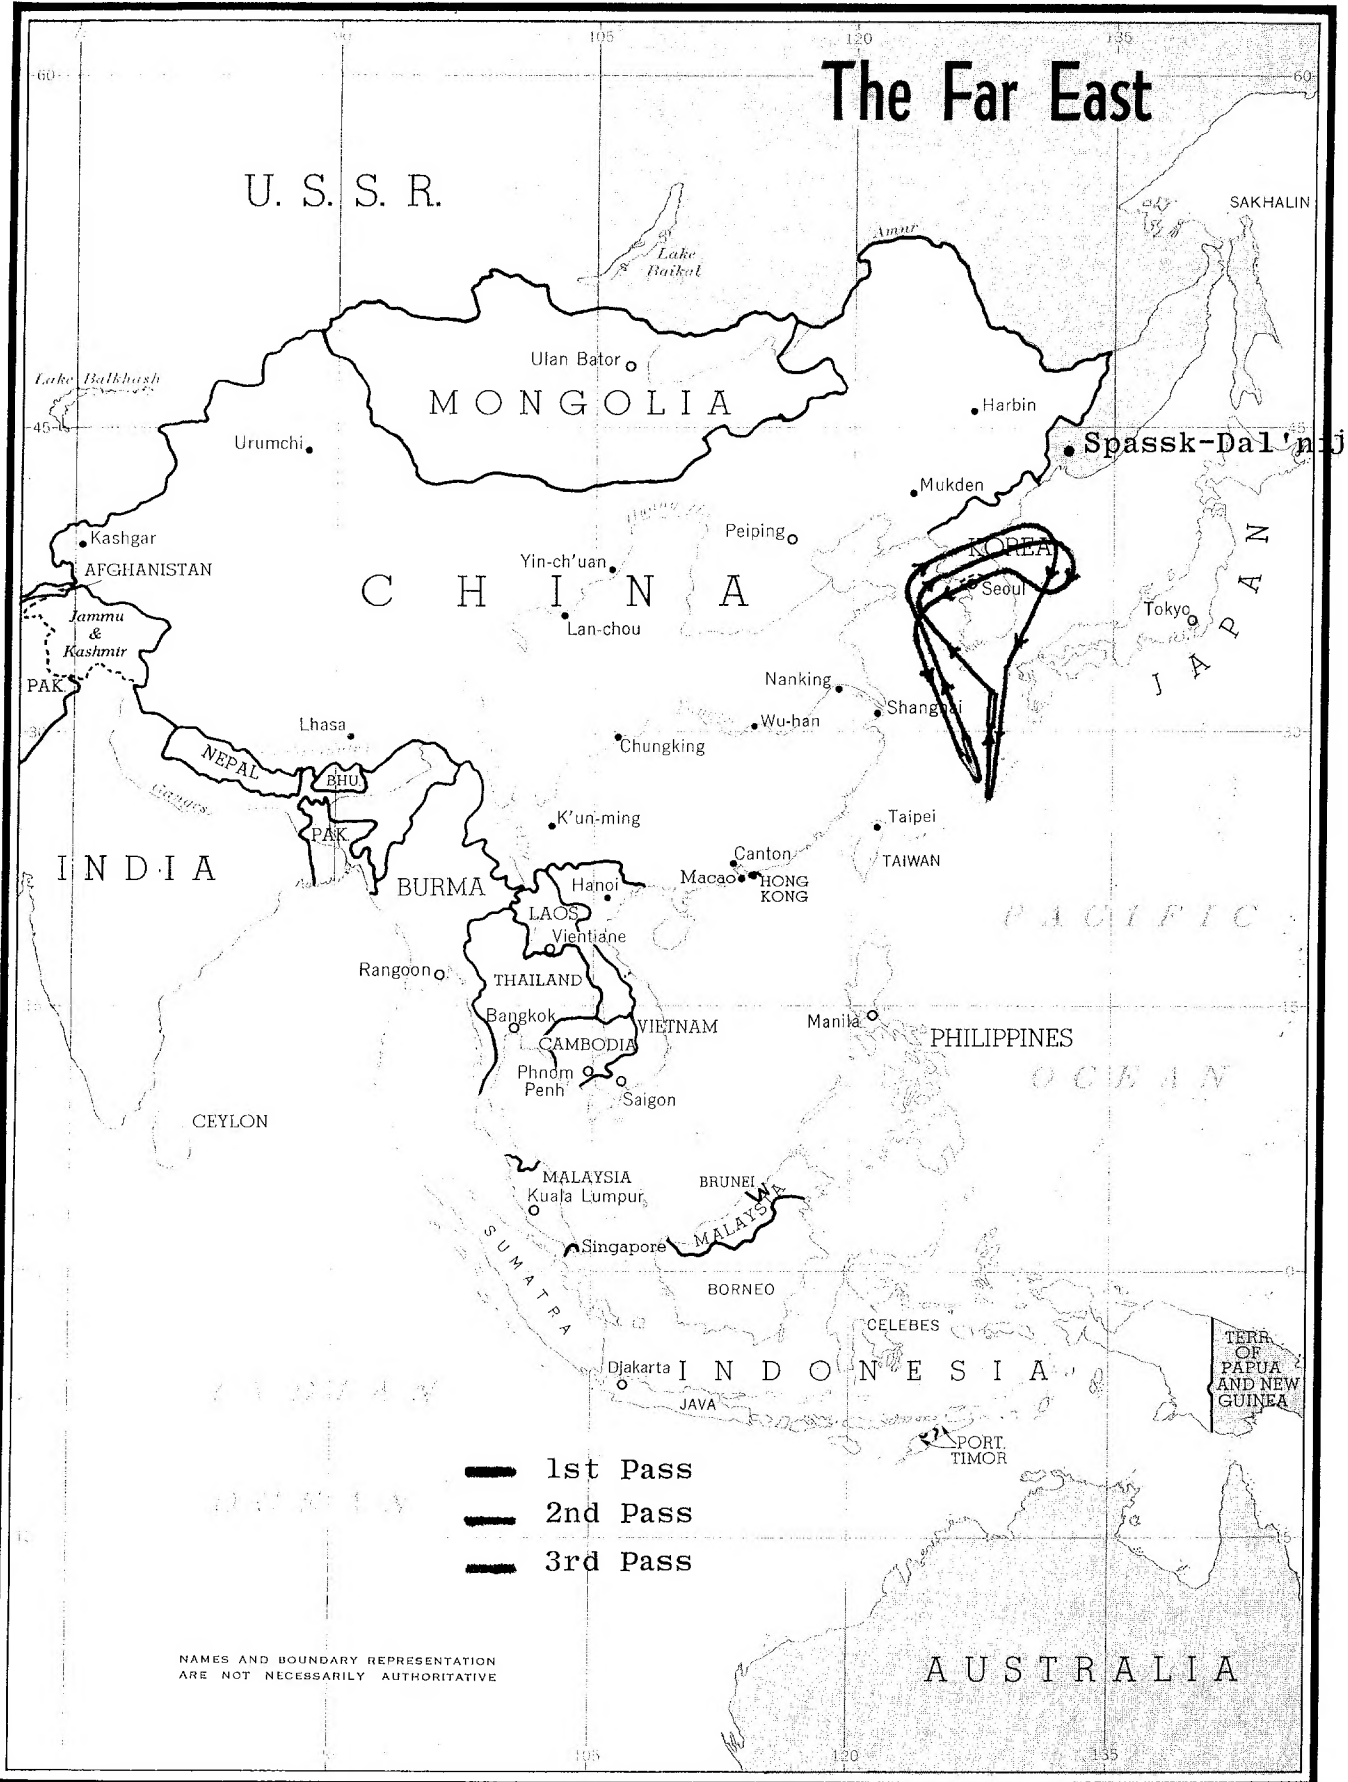 105
120
135
60
60
The Far East
U. S. S. R.
SAKHALIN
Amur
Lake
Baikal
Ulan Bator
Lake Balkhash
MONGOLIA
Harbin
45
Urumchi
Spassk-Dal'nij
Mukden
Peiping
Kashgar
KOREA
Yin-ch'uan
AFGHANISTAN
CHINA
Seoul
JAPAN
Tokyo
Jammu
&
Kashmir
Lan-chou
PAK.
Nanking
Shanghai
Lhasa
Wu-han
30
Chungking
NEPAL
BHU.
Ganges
K'un-ming
Taipei
PAK.
Canton
TAIWAN
INDIA
BURMA
Hanoi
Macao
HONG
KONG
LAOS
PACIFIC
Vientiane
Rangoon
THAILAND
Bangkok
VIETNAM
Manila
15
PHILIPPINES
CAMBODIA
Phnom
Penh
OCEAN
Saigon
CEYLON
MALAYSIA
BRUNEI
Kuala Lumpur
MALAYSIA
SUMATRA
Singapore
0
BORNEO
CELEBES
TERR.
OF
PAPUA
AND NEW
GUINEA
Djakarta
INDONESIA
INDIAN
JAVA
PORT.
TIMOR
1st Pass
OCEAN
2nd Pass
15
3rd Pass
NAMES AND BOUNDARY REPRESENTATION
ARE NOT NECESSARILY AUTHORITATIVE
AUSTRALIA
105
120
135